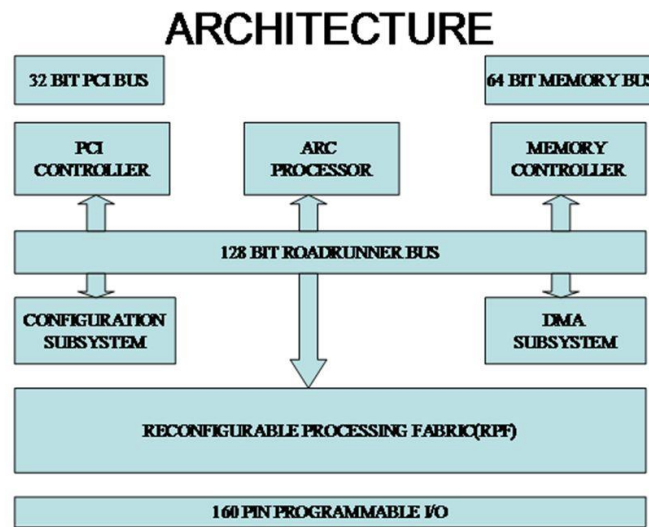 ARCHITECTURE
32 BIT PCI BUS
64 BIT MEMORY BUS
PCI
CONTROLLER
ARC
PROCESSOR
MEMORY
CONTROLLER
128 BIT ROADRUNNER BUS
CONFIGURATION
SUBSYSTEM
DMA
SUBSYSTEM
RECONFIGURABLE PROCESSING FABRIC(RPF)
160 PIN PROGRAMMABLE I/O